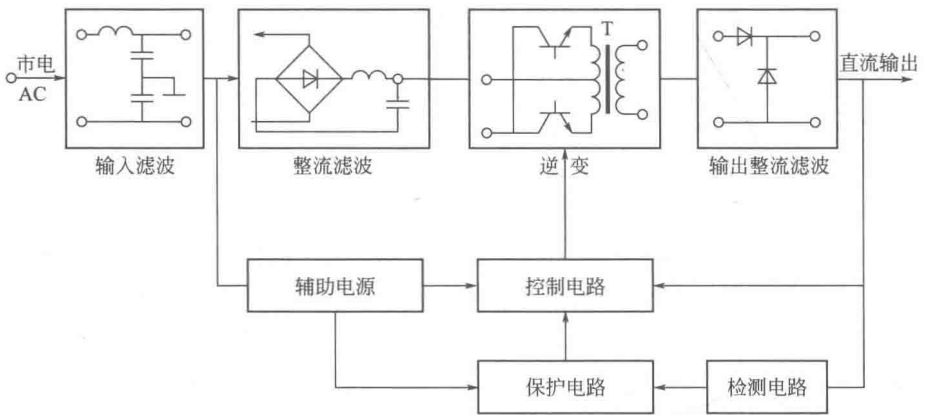 市电
AC
T
直流输出
输入滤波
整流滤波
逆变
输出整流滤波
辅助电源
控制电路
保护电路
检测电路